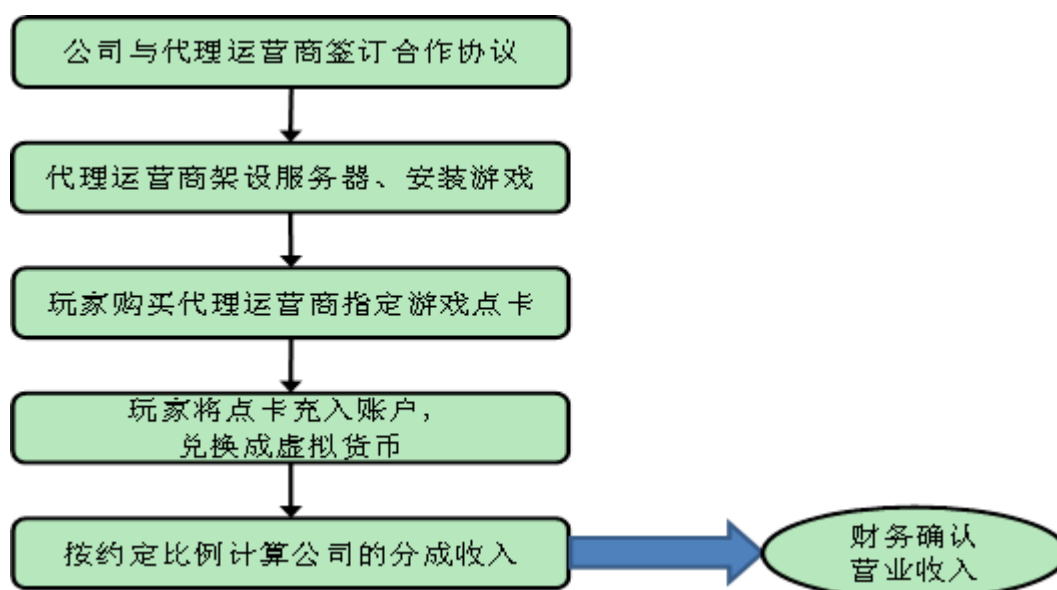 公司与代理运营商签订合作协议
代理运营商架设服务器、安装游戏
玩家购买代理运营商指定游戏点卡
玩家将点卡充入账户，
兑换成虚拟货币
按约定比例计算公司的分成收入
财务确认
营业收入